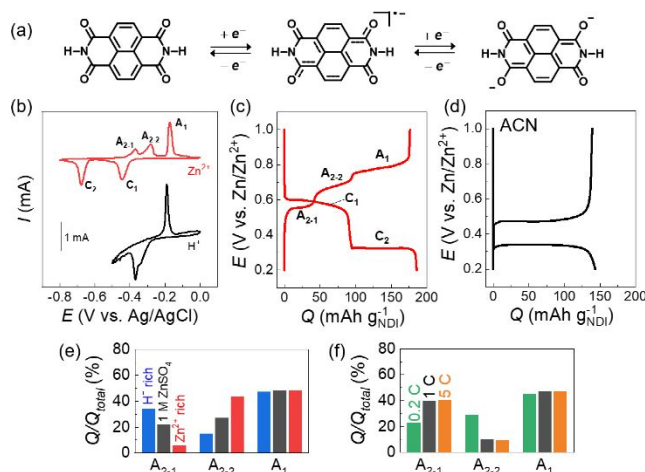 (a)
O O
H-N N-H
O O
+ e⁻
− e⁻
O O
H-N N-H
O O
•−
+ e⁻
− e⁻
O O⁻
H-N N-H
⁻O O
(b)
A₂₋₁ A₂₋₂ A₁
Zn²⁺
C₂ C₁
1 mA
H⁺
I (mA)
-0.8 -0.4 0.0
E (V vs. Ag/AgCl)
(c)
1.0
0.8
0.6
0.4
0.2
A₁
A₂₋₂
C₁
A₂₋₁
C₂
E (V vs. Zn/Zn²⁺)
0 50 100 150 200
Q (mAh g⁻¹NDI)
(d)
ACN
1.0
0.8
0.6
0.4
0.2
E (V vs. Zn/Zn²⁺)
0 50 100 150
Q (mAh g⁻¹NDI)
(e)
Q/Qtotal (%)
80
60
40
20
0
H⁺ rich
1 M ZnSO₄
Zn²⁺ rich
A₂₋₁ A₂₋₂ A₁
(f)
Q/Qtotal (%)
80
60
40
20
0
0.2 C
1 C
5 C
A₂₋₁ A₂₋₂ A₁